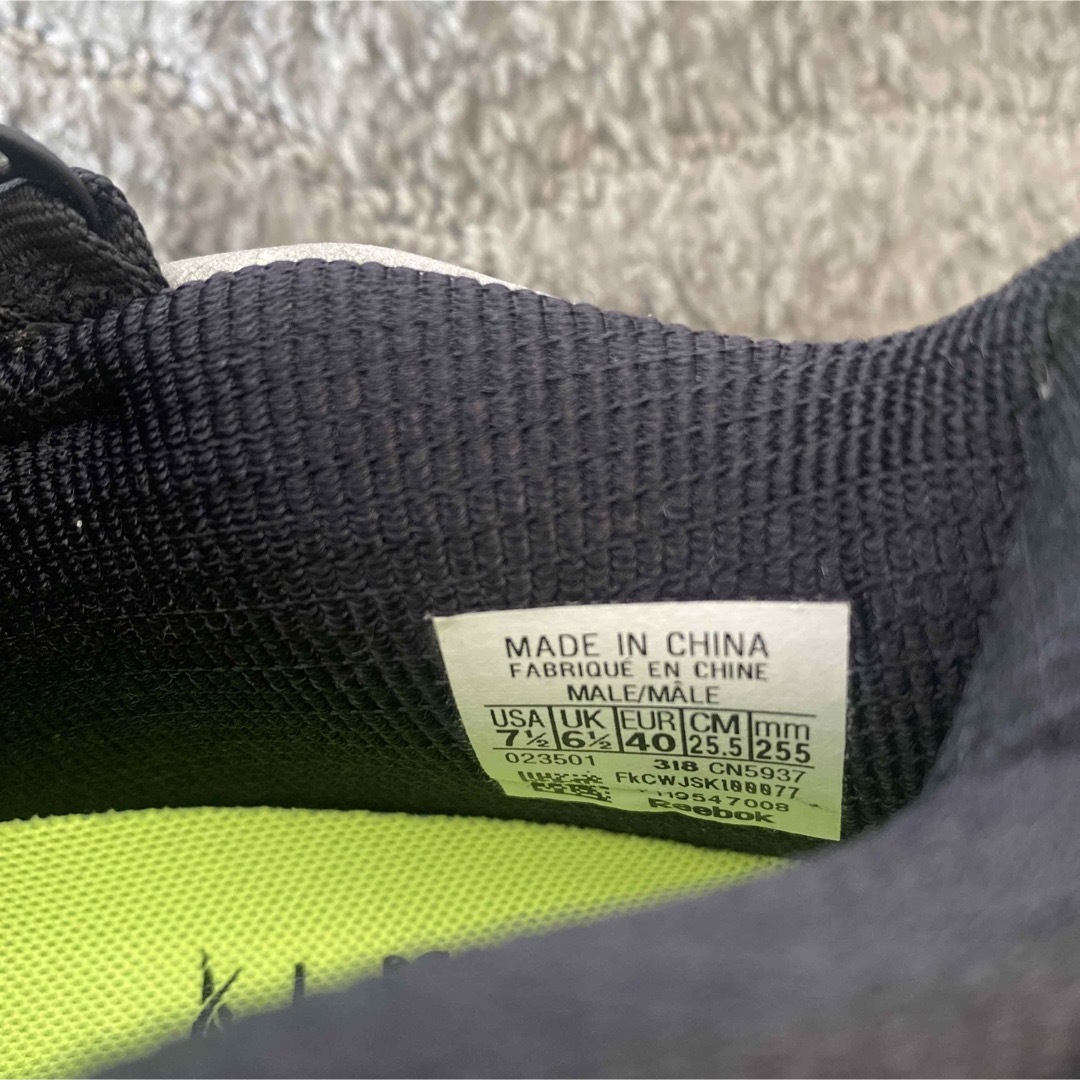 MADE IN CHINA
FABRIQUÉ EN CHINE
MALE/MÂLE
USA UK EUR CM mm
7½ 6½ 40 25.5 255
023501 318 CN5937
FkCWJSK100077
119547008
Reebok